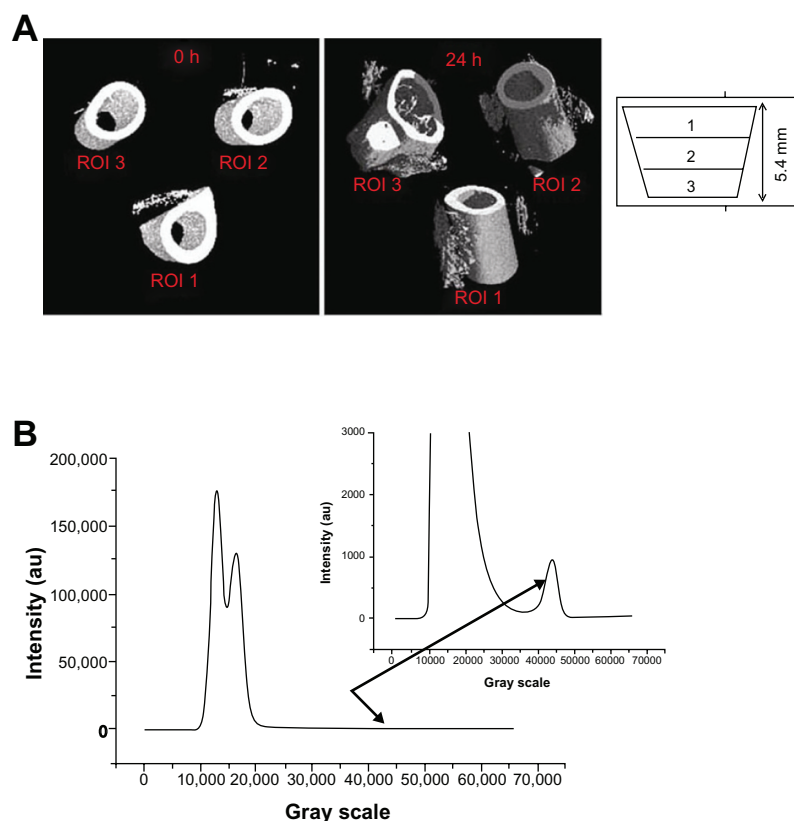 A
0 h
ROI 3
ROI 2
ROI 1
24 h
ROI 3
ROI 2
ROI 1
1
2
3
5.4 mm
B
200,000
150,000
100,000
50,000
0
Intensity (au)
0 10,000 20,000 30,000 40,000 50,000 60,000 70,000
Gray scale
3000
2000
1000
0
Intensity (au)
0 10000 20000 30000 40000 50000 60000 70000
Gray scale